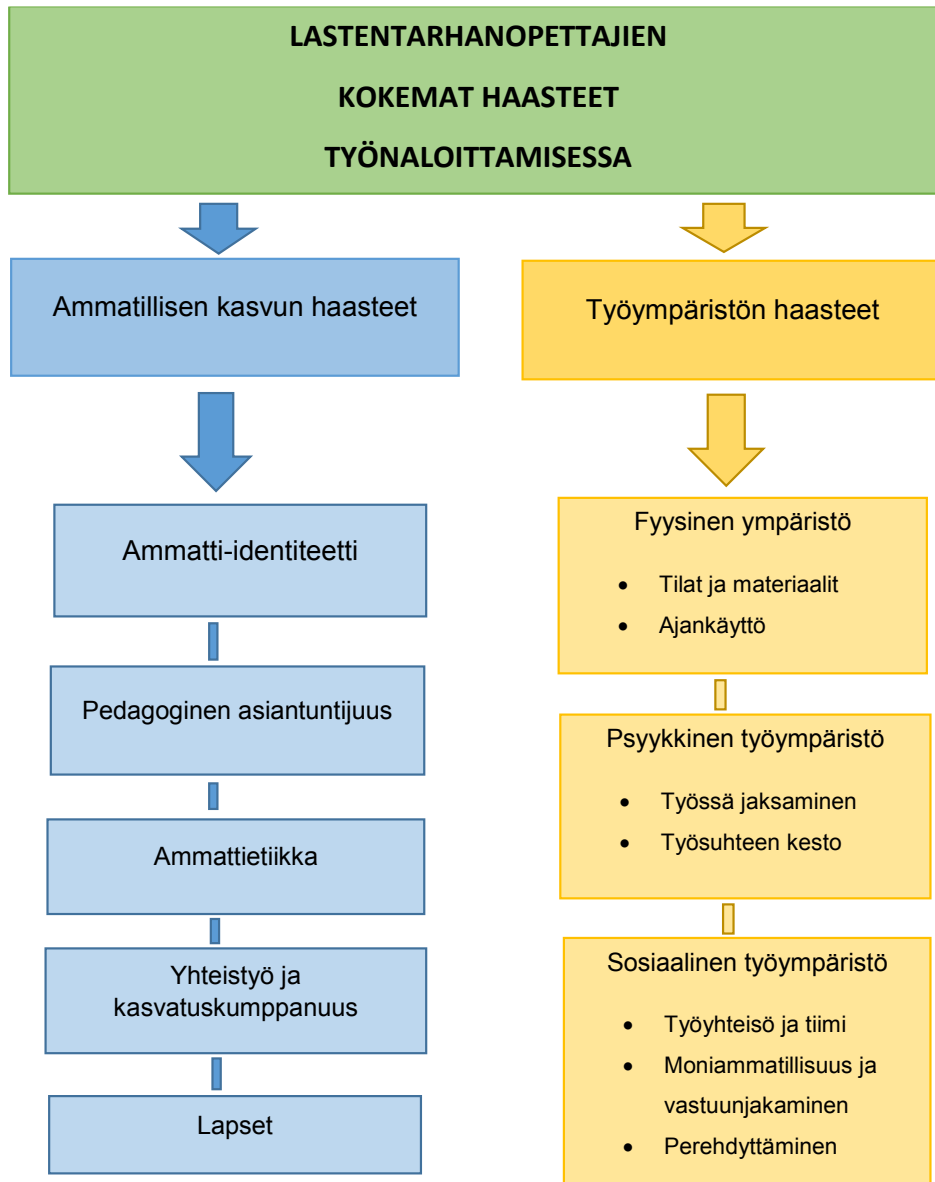 LASTENTARHANOPETTAJIEN
KOKEMAT HAASTEET
TYÖNALOITTAMISESSA
Ammatillisen kasvun haasteet
Ammatti-identiteetti
Pedagoginen asiantuntijuus
Ammattietiikka
Yhteistyö ja
kasvatuskumppanuus
Lapset
Työympäristön haasteet
Fyysinen ympäristö
• Tilat ja materiaalit
• Ajankäyttö
Psyykkinen työympäristö
• Työssä jaksaminen
• Työsuhteen kesto
Sosiaalinen työympäristö
• Työyhteisö ja tiimi
• Moniammatillisuus ja
vastuunjakaminen
• Perehdyttäminen